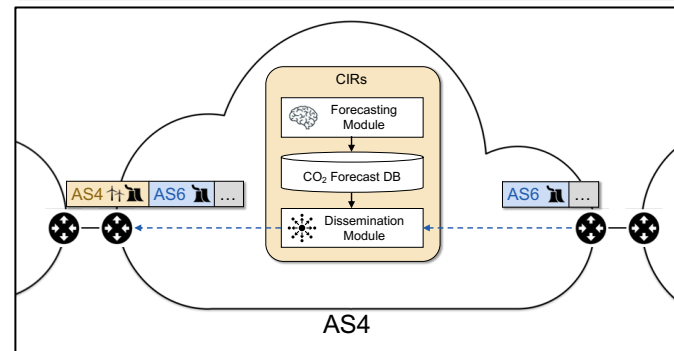 CIRs
Forecasting
Module
CO₂ Forecast DB
AS4 AS6 ...
AS6 ...
Dissemination
Module
AS4